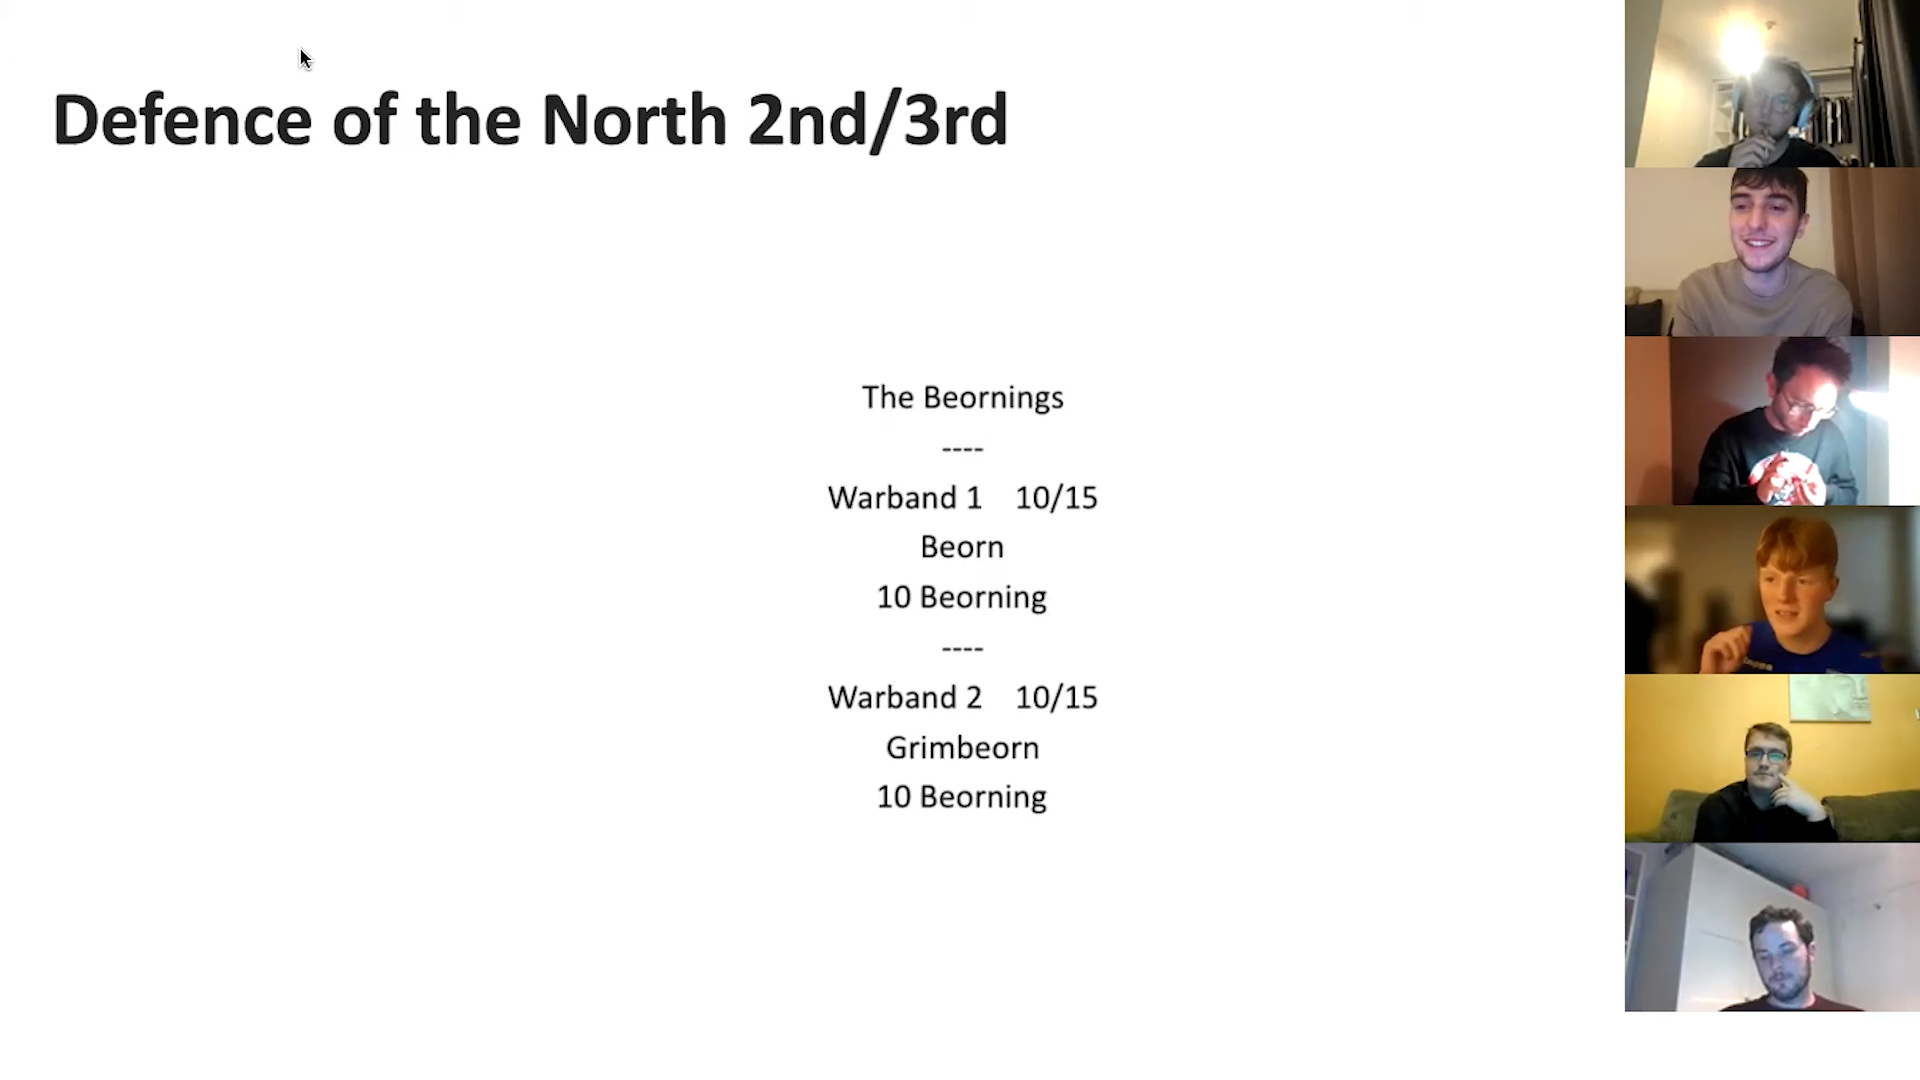 Defence of the North 2nd/3rd
The Beornings
----
Warband 1 10/15
Beorn
10 Beorning
----
Warband 2 10/15
Grimbeorn
10 Beorning